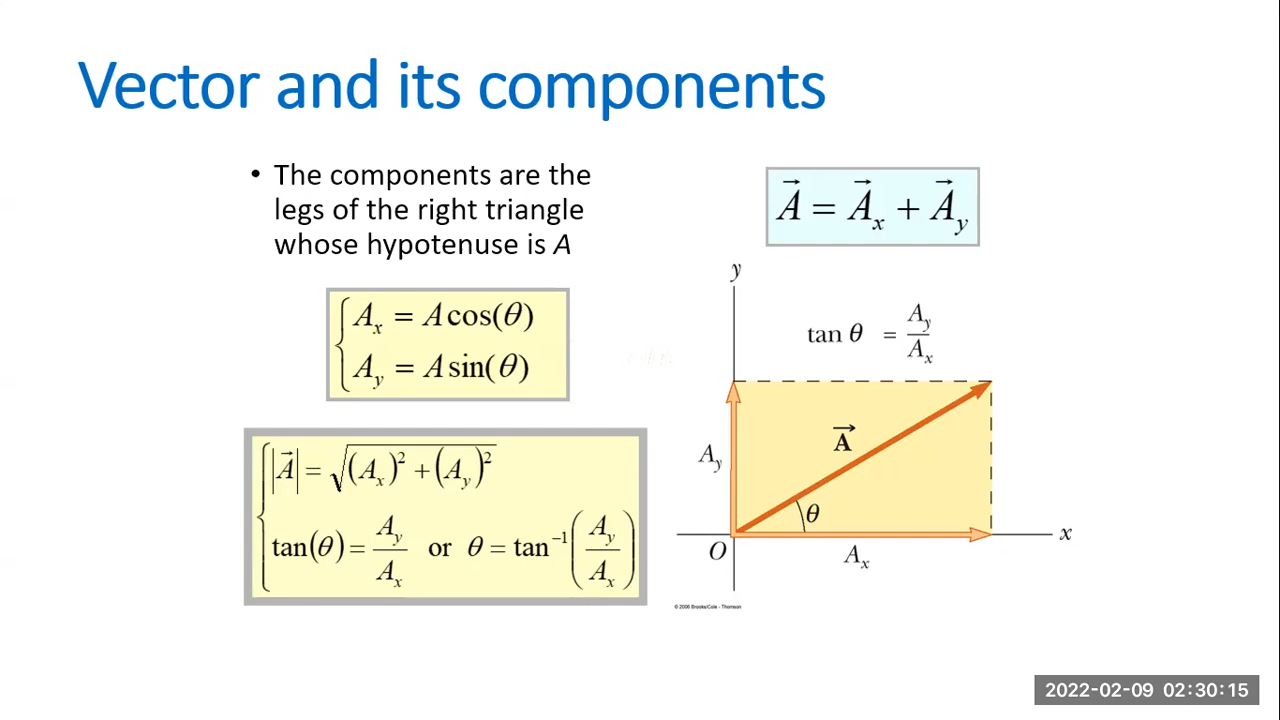 Vector and its components
• The components are the
legs of the right triangle
whose hypotenuse is A
A⃗ = A⃗ₓ + A⃗_y
Aₓ = A cos(θ)
A_y = A sin(θ)
|A⃗| = √((Aₓ)² + (A_y)²)
tan(θ) = A_y/Aₓ or θ = tan⁻¹(A_y/Aₓ)
y
tan θ = A_y/Aₓ
A⃗
A_y
θ
O
Aₓ
x
© 2006 Brooks/Cole - Thomson
2022-02-09 02:30:15